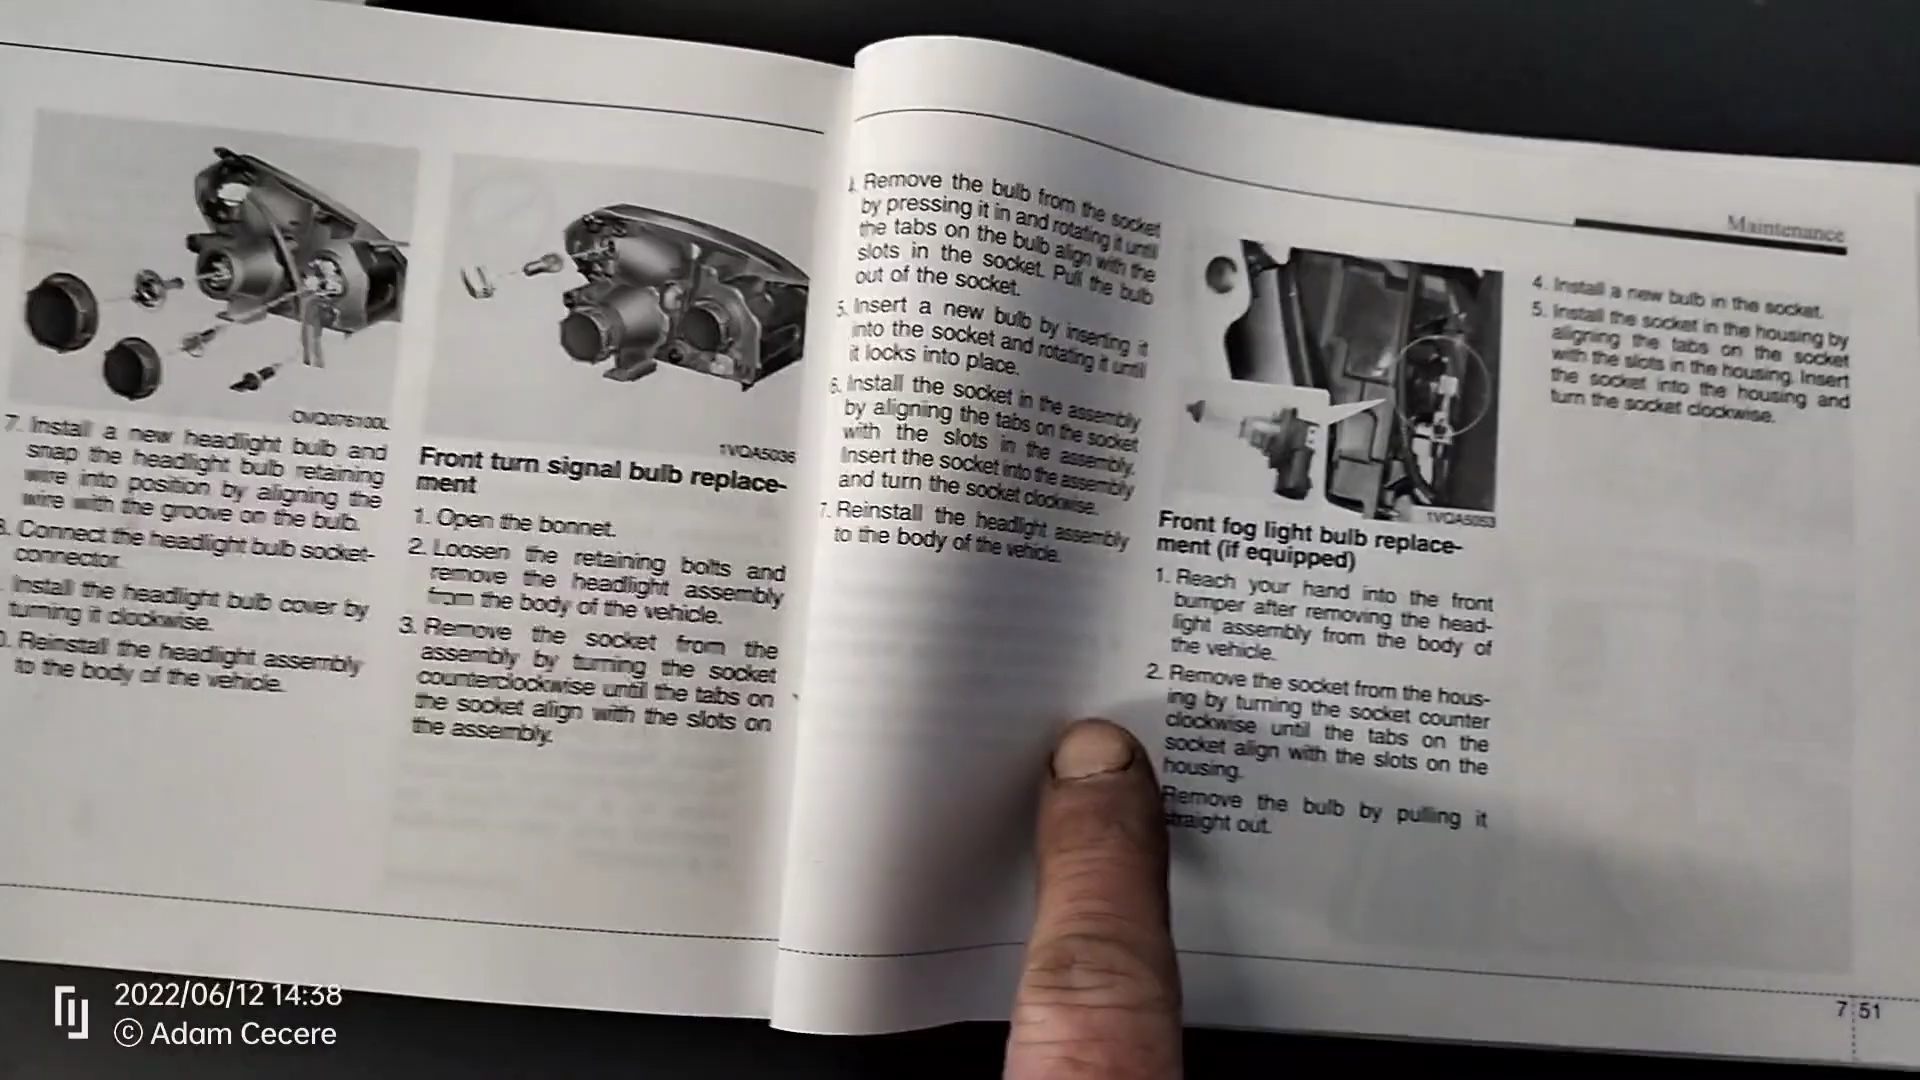 OVQ076100L
7. Install a new headlight bulb and
snap the headlight bulb retaining
wire into position by aligning the
wire with the groove on the bulb.
8. Connect the headlight bulb socket-
connector.
Install the headlight bulb cover by
turning it clockwise.
0. Reinstall the headlight assembly
to the body of the vehicle.
1VQA5036
Front turn signal bulb replace-
ment
1. Open the bonnet.
2. Loosen the retaining bolts and
remove the headlight assembly
from the body of the vehicle.
3. Remove the socket from the
assembly by turning the socket
counterclockwise until the tabs on
the socket align with the slots on
the assembly.
4. Remove the bulb from the socket
by pressing it in and rotating it until
the tabs on the bulb align with the
slots in the socket. Pull the bulb
out of the socket.
5. Insert a new bulb by inserting it
into the socket and rotating it until
it locks into place.
6. Install the socket in the assembly
by aligning the tabs on the socket
with the slots in the assembly.
Insert the socket into the assembly
and turn the socket clockwise.
7. Reinstall the headlight assembly
to the body of the vehicle.
Maintenance
1VQA5053
Front fog light bulb replace-
ment (if equipped)
1. Reach your hand into the front
bumper after removing the head-
light assembly from the body of
the vehicle.
2. Remove the socket from the hous-
ing by turning the socket counter
clockwise until the tabs on the
socket align with the slots on the
housing.
Remove the bulb by pulling it
straight out.
4. Install a new bulb in the socket.
5. Install the socket in the housing by
aligning the tabs on the socket
with the slots in the housing. Insert
the socket into the housing and
turn the socket clockwise.
7 51
2022/06/12 14:38
© Adam Cecere